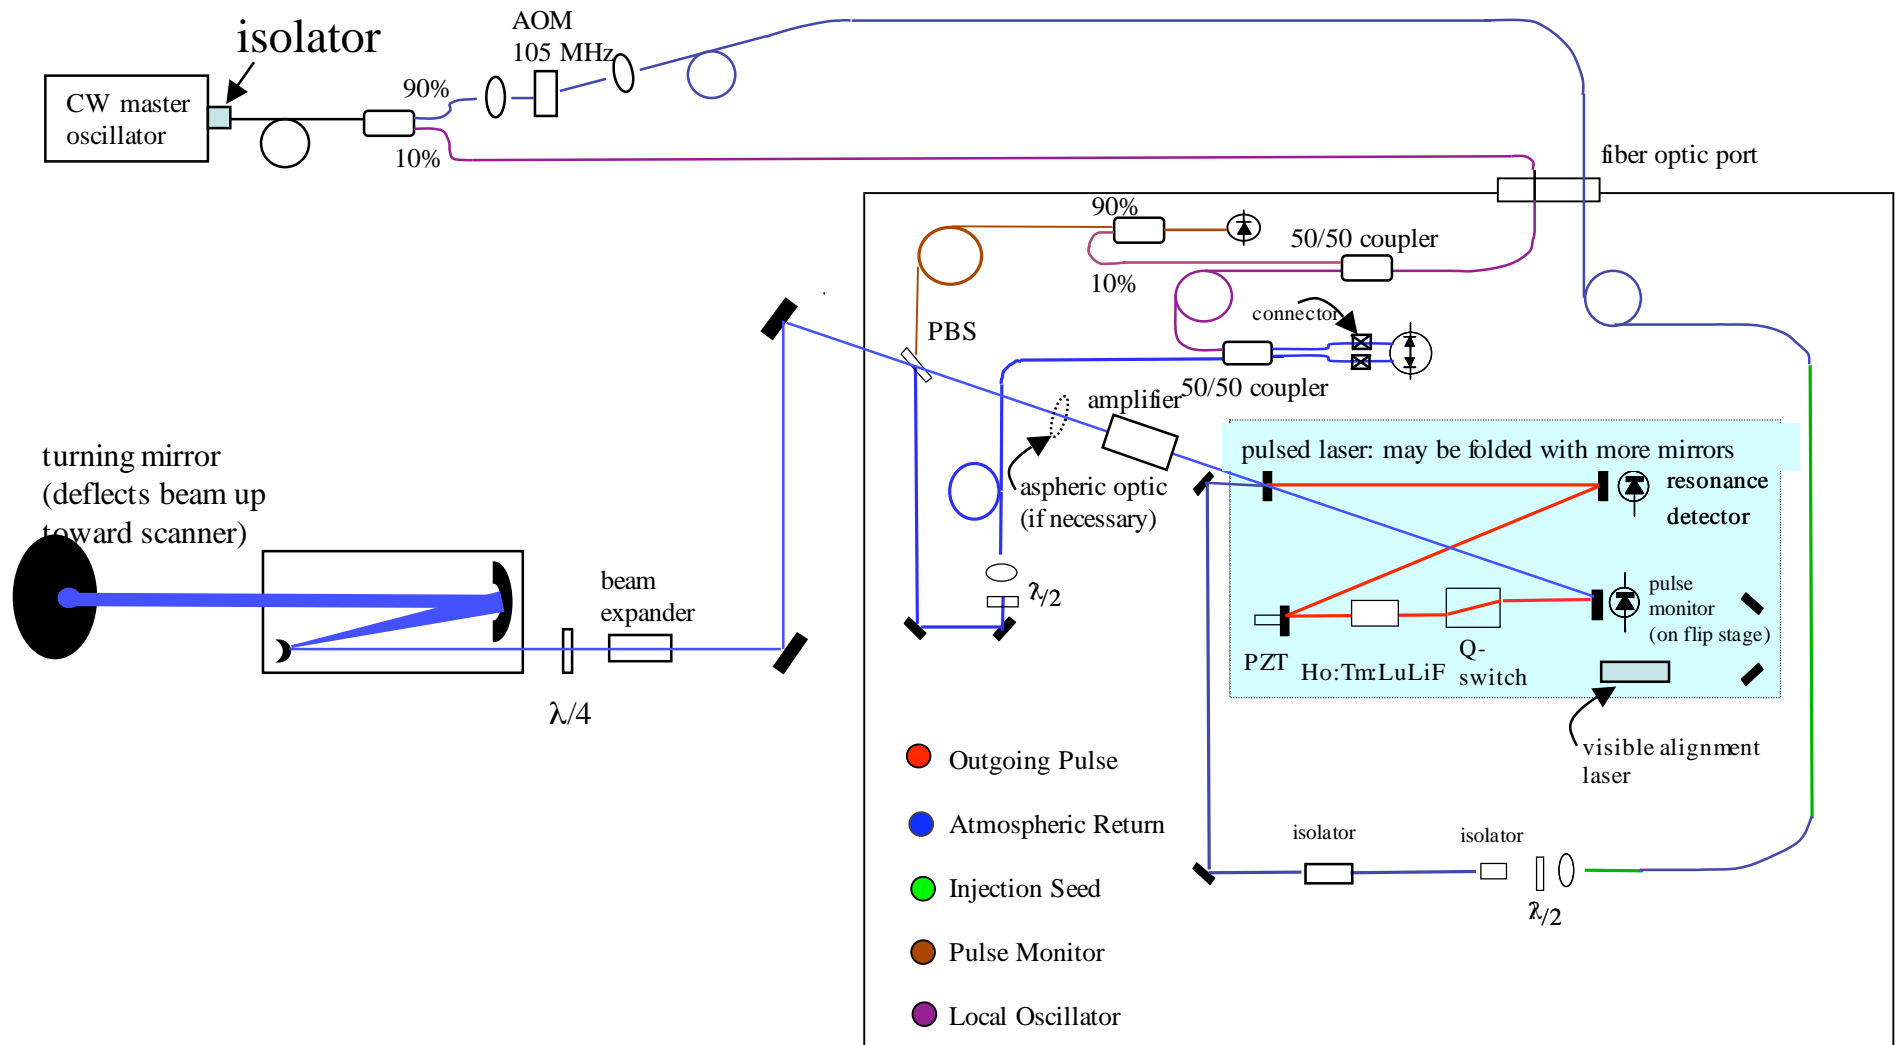 isolator
AOM
105 MHz
CW master
oscillator
90%
10%
fiber optic port
90%
50/50 coupler
10%
connector
PBS
50/50 coupler
amplifier
pulsed laser: may be folded with more mirrors
turning mirror
(deflects beam up
toward scanner)
aspheric optic
(if necessary)
resonance
detector
beam
expander
λ/2
pulse
monitor
(on flip stage)
PZT
Ho:Tm:LuLiF
Q-
switch
λ/4
visible alignment
laser
Outgoing Pulse
Atmospheric Return
isolator
isolator
Injection Seed
λ/2
Pulse Monitor
Local Oscillator